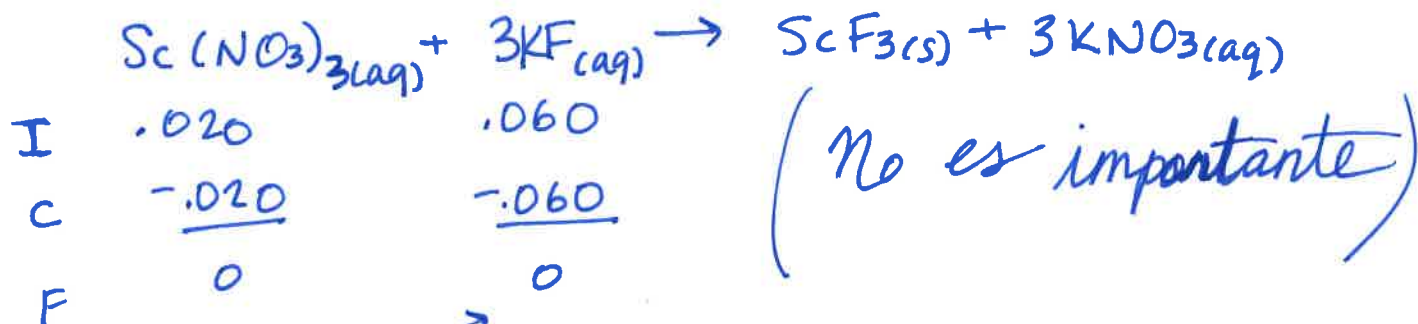 Sc(NO3)3(aq) + 3KF(aq) → ScF3(s) + 3KNO3(aq)
I .020 .060 (No es importante)
C -.020 -.060
F 0 0